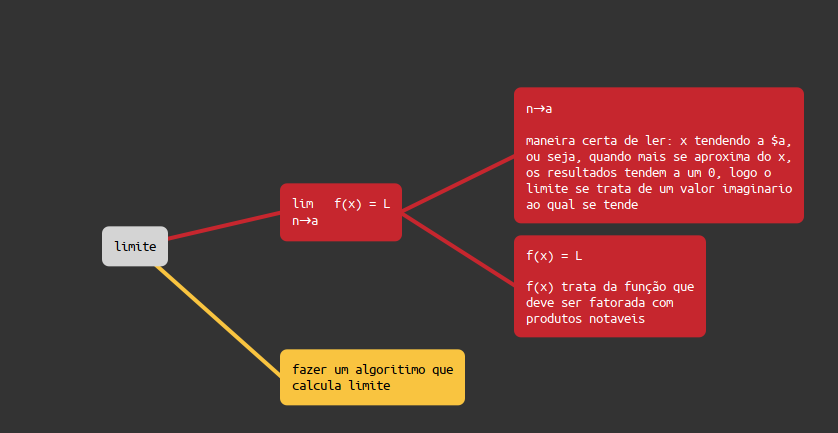 limite
lim   f(x) = L
n→a
n→a
maneira certa de ler: x tendendo a $a,
ou seja, quando mais se aproxima do x,
os resultados tendem a um 0, logo o
limite se trata de um valor imaginario
ao qual se tende
f(x) = L
f(x) trata da função que
deve ser fatorada com
produtos notaveis
fazer um algoritimo que
calcula limite